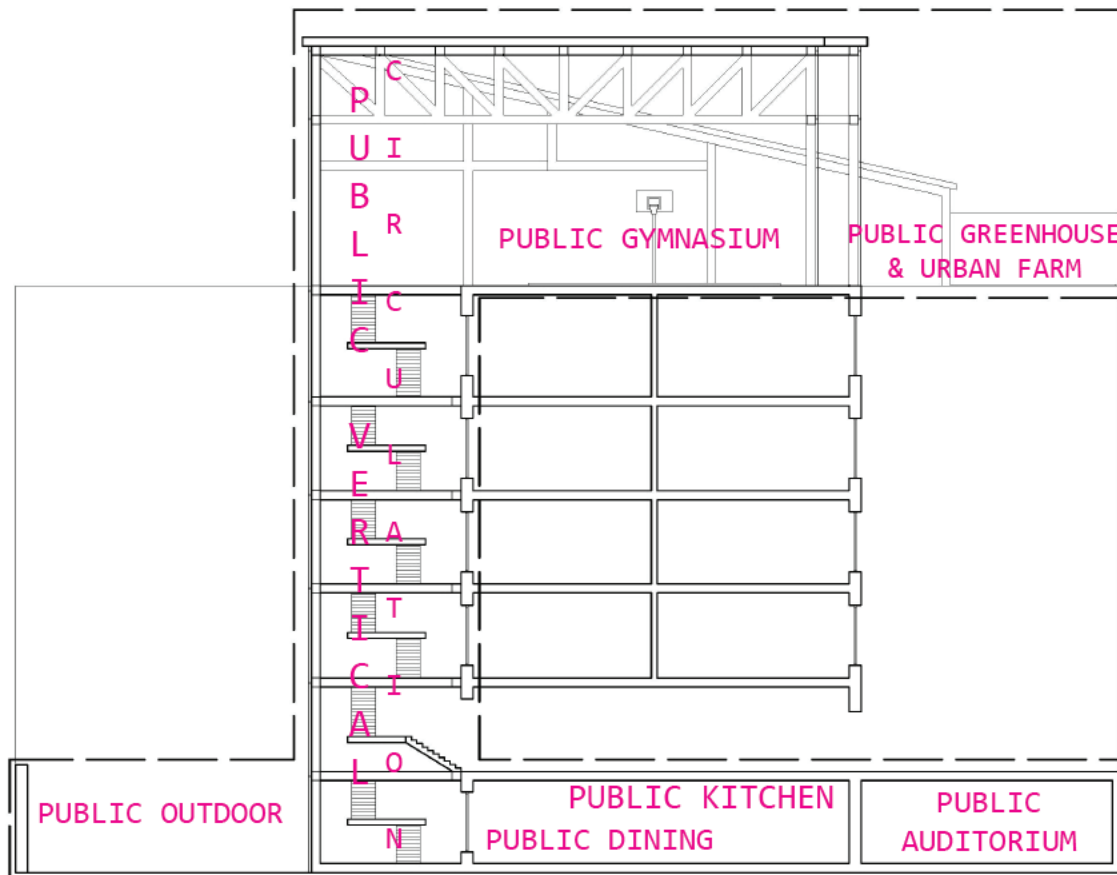 PUBLIC VERTICAL
CIRCULATION
PUBLIC GYMNASIUM
PUBLIC GREENHOUSE
& URBAN FARM
PUBLIC OUTDOOR
PUBLIC KITCHEN
PUBLIC DINING
PUBLIC
AUDITORIUM